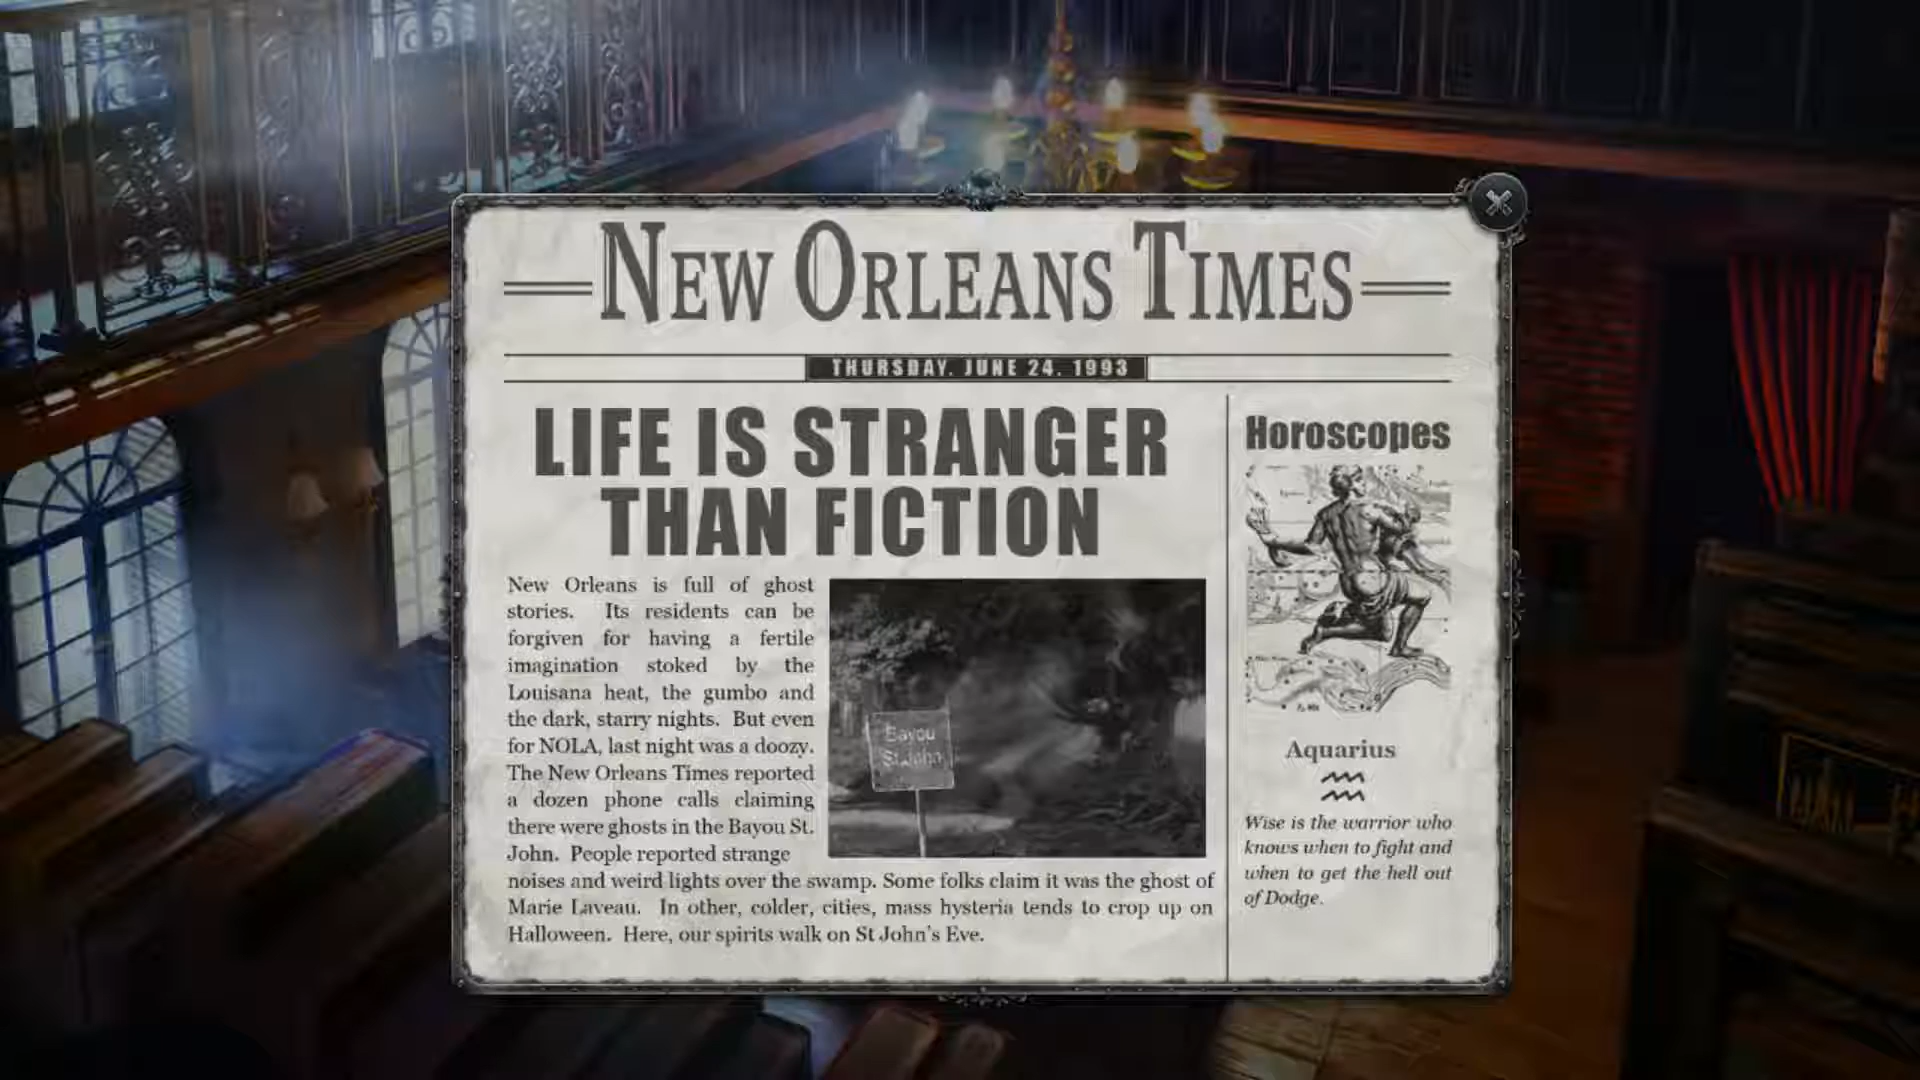 NEW ORLEANS TIMES
THURSDAY, JUNE 24, 1993
LIFE IS STRANGER
THAN FICTION
New Orleans is full of ghost
stories. Its residents can be
forgiven for having a fertile
imagination stoked by the
Louisana heat, the gumbo and
the dark, starry nights. But even
for NOLA, last night was a doozy.
The New Orleans Times reported
a dozen phone calls claiming
there were ghosts in the Bayou St.
John. People reported strange
noises and weird lights over the swamp. Some folks claim it was the ghost of
Marie Laveau. In other, colder, cities, mass hysteria tends to crop up on
Halloween. Here, our spirits walk on St John's Eve.
Bayou
St John
Horoscopes
Aquarius
Wise is the warrior who
knows when to fight and
when to get the hell out
of Dodge.